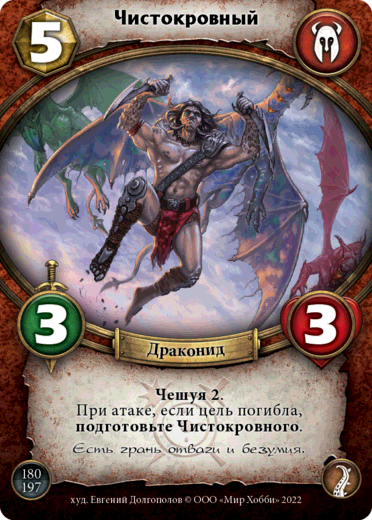 Чистокровный
5
3
3
Драконид
Чешуя 2.
При атаке, если цель погибла,
подготовьте Чистокровного.
Есть грань отваги и безумия.
180
197
худ. Евгений Долгополов © ООО «Мир Хобби» 2022